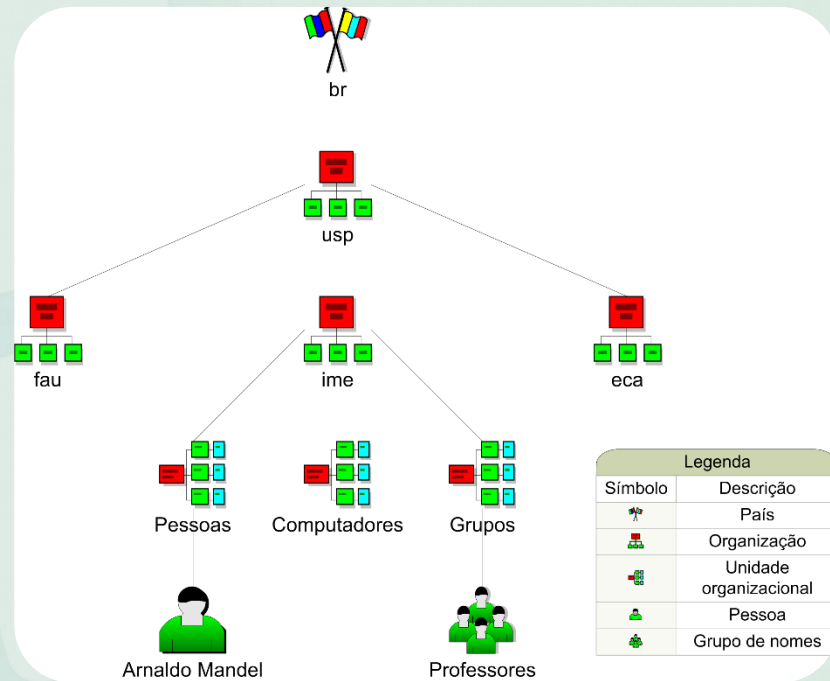 br
usp
fau
ime
eca
Pessoas
Computadores
Grupos
Arnaldo Mandel
Professores
Legenda
Símbolo Descrição
País
Organização
Unidade
organizacional
Pessoa
Grupo de nomes